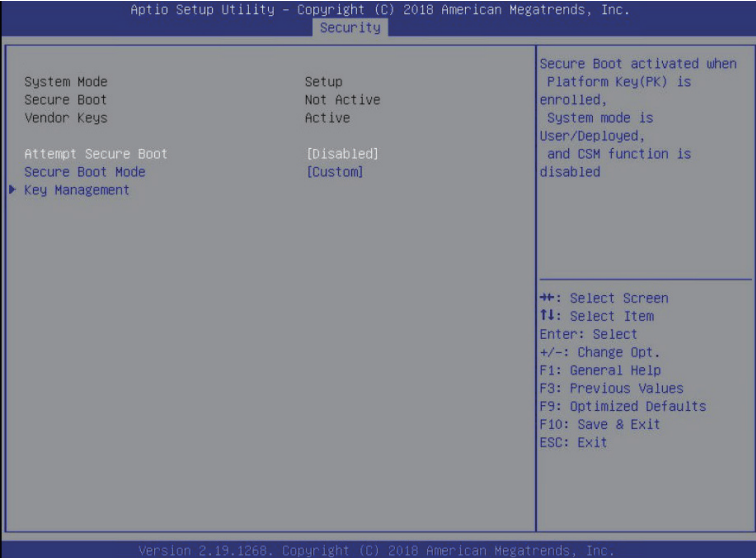 Aptio Setup Utility – Copyright (C) 2018 American Megatrends, Inc.
Security
System Mode Setup
Secure Boot Not Active
Vendor Keys Active
Attempt Secure Boot [Disabled]
Secure Boot Mode [Custom]
Key Management
Secure Boot activated when
Platform Key(PK) is
enrolled,
System mode is
User/Deployed,
and CSM function is
disabled
→←: Select Screen
↑↓: Select Item
Enter: Select
+/-: Change Opt.
F1: General Help
F3: Previous Values
F9: Optimized Defaults
F10: Save & Exit
ESC: Exit
Version 2.19.1268. Copyright (C) 2018 American Megatrends, Inc.